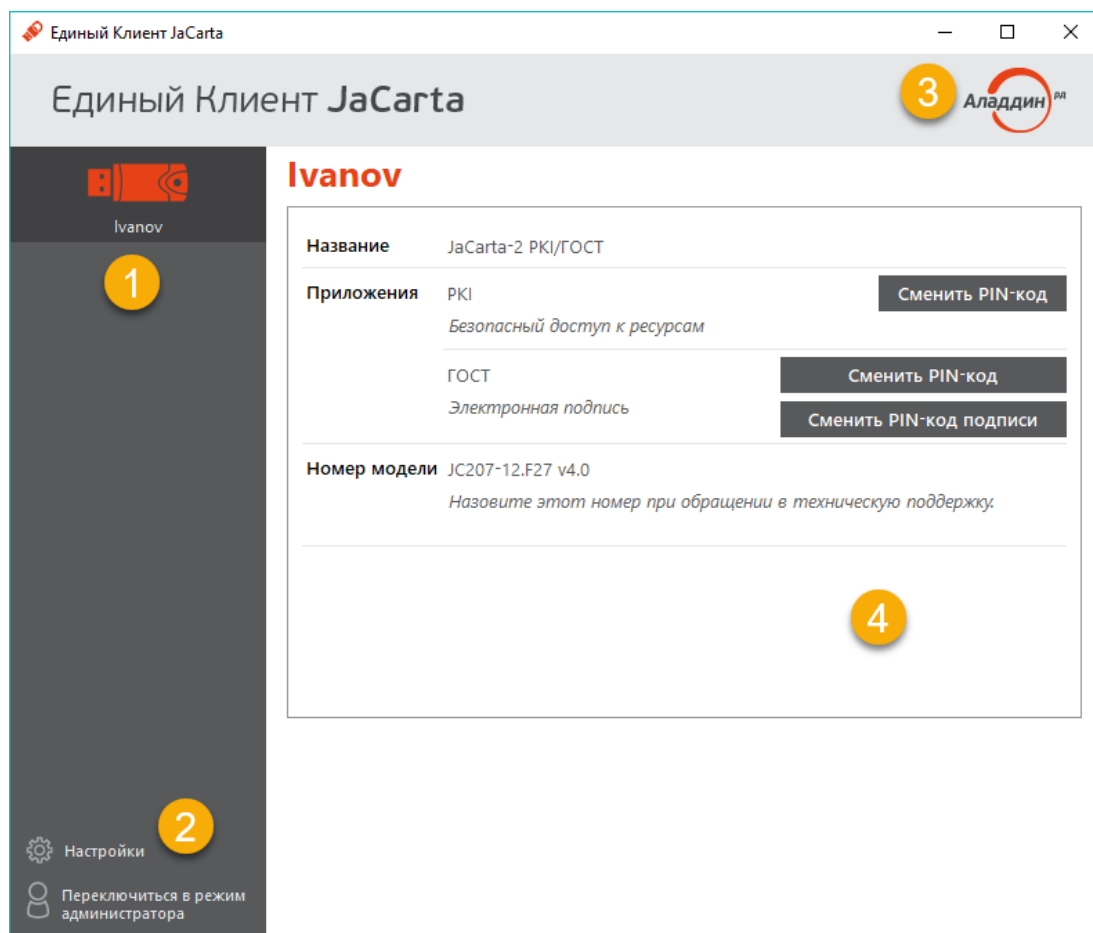 Единый Клиент JaCarta
Единый Клиент JaCarta
3
Аладдин РД
Ivanov
1
Ivanov
Название JaCarta-2 PKI/ГОСТ
Приложения PKI Сменить PIN-код
Безопасный доступ к ресурсам
ГОСТ Сменить PIN-код
Электронная подпись
Сменить PIN-код подписи
Номер модели JC207-12.F27 v4.0
Назовите этот номер при обращении в техническую поддержку.
4
2
Настройки
Переключиться в режим
администратора